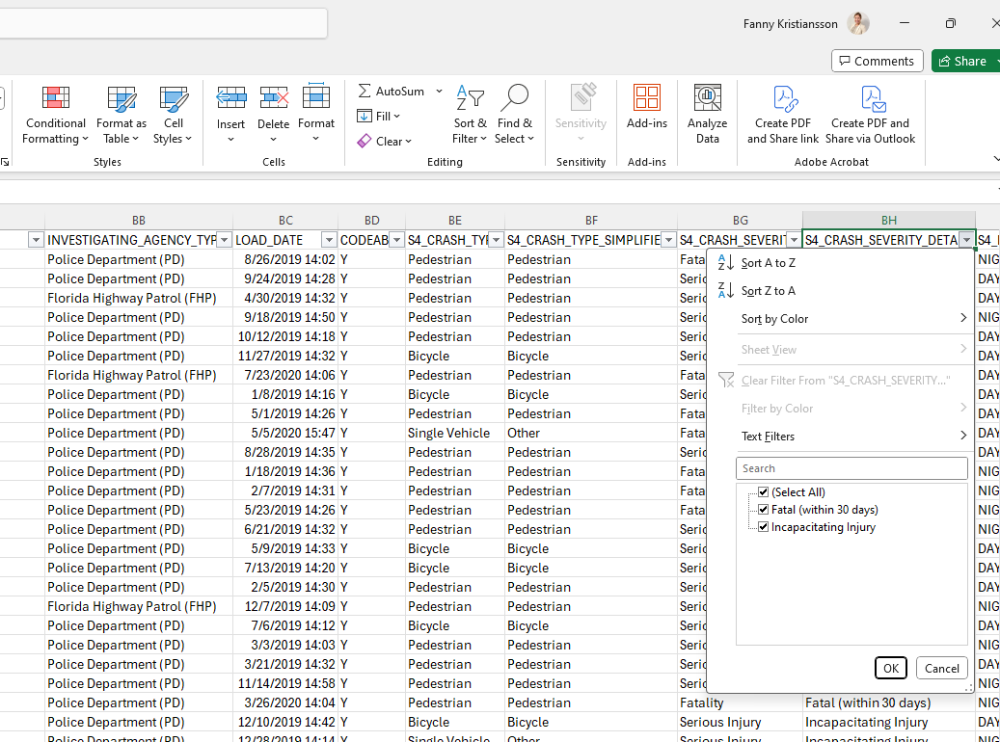 Fanny Kristiansson
Comments Share
AutoSum
Fill
Clear
Conditional Formatting
Format as Table
Cell Styles
Insert Delete Format
Sort & Filter
Find & Select
Sensitivity
Add-ins
Analyze Data
Create PDF and Share link
Create PDF and Share via Outlook
Styles Cells Editing Sensitivity Add-ins Adobe Acrobat
BB BC BD BE BF BG BH
INVESTIGATING_AGENCY_TYP LOAD_DATE CODEAB S4_CRASH_TY S4_CRASH_TYPE_SIMPLIFIE S4_CRASH_SEVERIT S4_CRASH_SEVERITY_DETA S4_
Police Department (PD) 8/26/2019 14:02 Y Pedestrian Pedestrian Fata NIG
Police Department (PD) 9/24/2019 14:28 Y Pedestrian Pedestrian Serio DAY
Florida Highway Patrol (FHP) 4/30/2019 14:32 Y Pedestrian Pedestrian Serio DAY
Police Department (PD) 9/18/2019 14:50 Y Pedestrian Pedestrian Serio NIG
Police Department (PD) 10/12/2019 14:18 Y Pedestrian Pedestrian Serio DAY
Police Department (PD) 11/27/2019 14:32 Y Bicycle Bicycle Serio DAY
Florida Highway Patrol (FHP) 7/23/2020 14:06 Y Pedestrian Pedestrian Fata NIG
Police Department (PD) 1/8/2019 14:16 Y Bicycle Bicycle Serio DAY
Police Department (PD) 5/1/2019 14:26 Y Pedestrian Pedestrian Fata DAY
Police Department (PD) 5/5/2020 15:47 Y Single Vehicle Other Fata DAY
Police Department (PD) 8/28/2019 14:35 Y Pedestrian Pedestrian Serio DAY
Police Department (PD) 1/18/2019 14:36 Y Pedestrian Pedestrian Fata NIG
Police Department (PD) 2/7/2019 14:31 Y Pedestrian Pedestrian Fata DAY
Police Department (PD) 5/23/2019 14:26 Y Pedestrian Pedestrian Fata NIG
Police Department (PD) 6/21/2019 14:32 Y Pedestrian Pedestrian Serio NIG
Police Department (PD) 5/9/2019 14:33 Y Bicycle Bicycle Serio DAY
Police Department (PD) 7/13/2019 14:20 Y Bicycle Bicycle Serio DAY
Police Department (PD) 2/5/2019 14:30 Y Pedestrian Pedestrian Serio DAY
Florida Highway Patrol (FHP) 12/7/2019 14:09 Y Pedestrian Pedestrian Serio NIG
Police Department (PD) 7/6/2019 14:12 Y Bicycle Bicycle Serio DAY
Police Department (PD) 3/3/2019 14:03 Y Pedestrian Pedestrian Serio NIG
Police Department (PD) 3/21/2019 14:32 Y Pedestrian Pedestrian Serio DAY
Police Department (PD) 11/14/2019 14:58 Y Pedestrian Pedestrian Serio NIG
Police Department (PD) 3/26/2020 14:04 Y Pedestrian Pedestrian Fatality Fatal (within 30 days) NIG
Police Department (PD) 12/10/2019 14:42 Y Bicycle Bicycle Serious Injury Incapacitating Injury DAY
Police Department (PD) 12/28/2019 14:14 Y Single Vehicle Other Serious Injury Incapacitating Injury NIG
Sort A to Z
Sort Z to A
Sort by Color
Sheet View
Clear Filter From "S4_CRASH_SEVERITY..."
Filter by Color
Text Filters
Search
(Select All)
Fatal (within 30 days)
Incapacitating Injury
OK Cancel